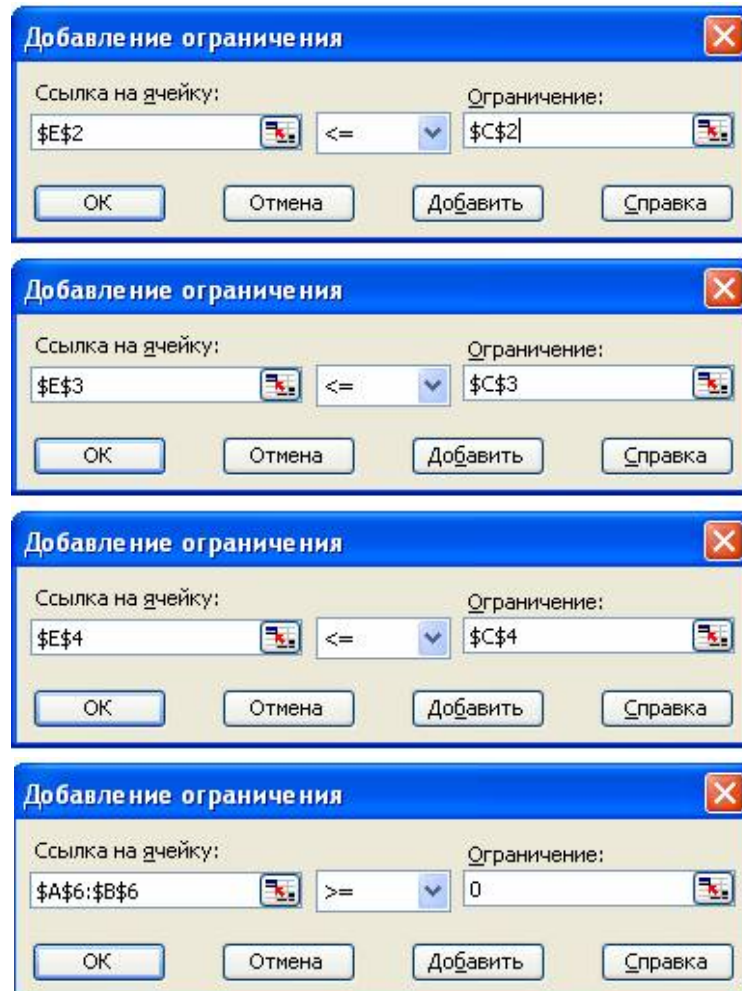 Добавление ограничения
Ссылка на ячейку: Ограничение:
$E$2 <= $C$2
ОК Отмена Добавить Справка
Добавление ограничения
Ссылка на ячейку: Ограничение:
$E$3 <= $C$3
ОК Отмена Добавить Справка
Добавление ограничения
Ссылка на ячейку: Ограничение:
$E$4 <= $C$4
ОК Отмена Добавить Справка
Добавление ограничения
Ссылка на ячейку: Ограничение:
$A$6:$B$6 >= 0
ОК Отмена Добавить Справка